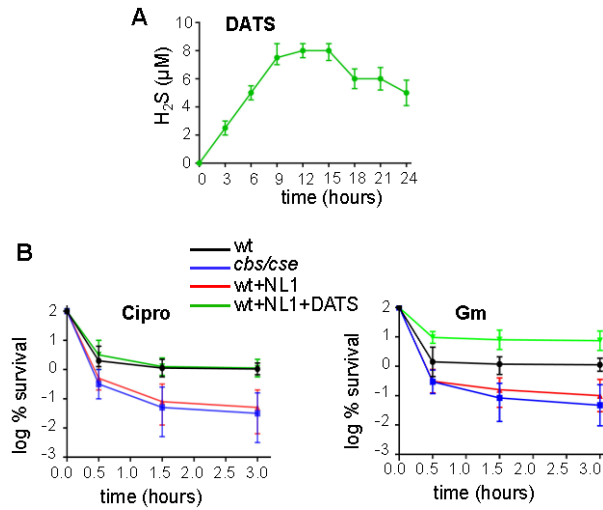 A
DATS
H₂S (μM)
10
8
6
4
2
0
0 3 6 9 12 15 18 21 24
time (hours)
B
wt
cbs/cse
wt+NL1
wt+NL1+DATS
Cipro
log % survival
2
1
0
-1
-2
-3
0.0 0.5 1.0 1.5 2.0 2.5 3.0
time (hours)
Gm
log % survival
2
1
0
-1
-2
-3
0.0 0.5 1.0 1.5 2.0 2.5 3.0
time (hours)